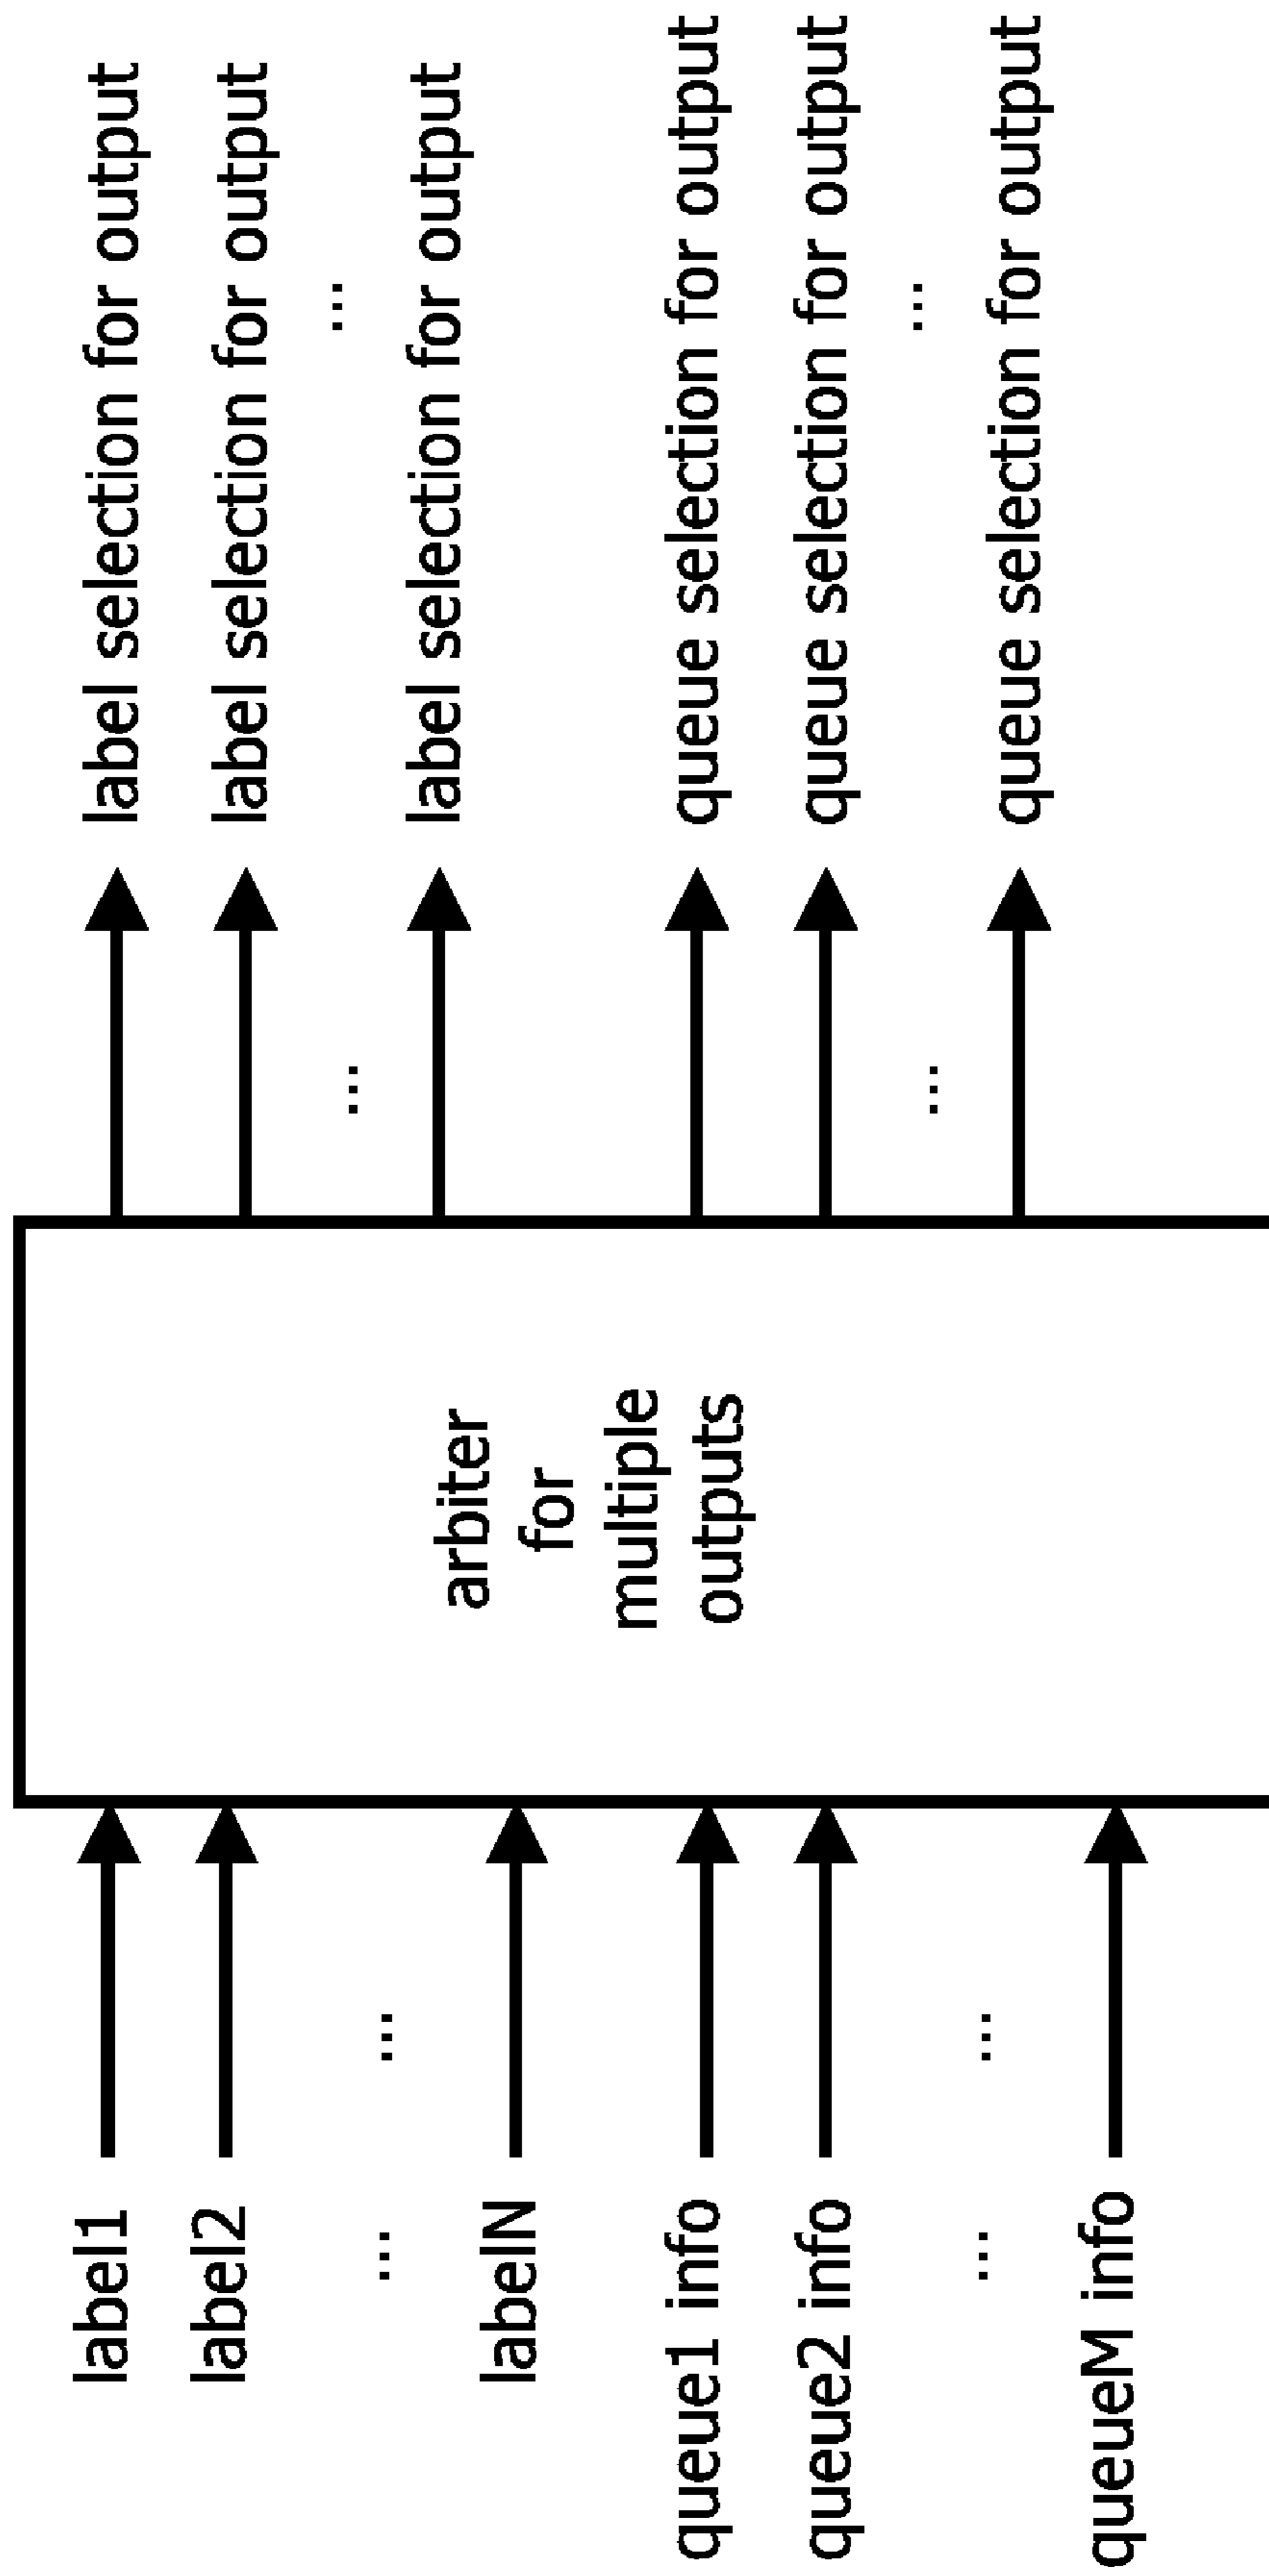 label1
label2
...
...
labelN
queue1 info
queue2 info
...
...
queueM info
arbiter
for
multiple
outputs
label selection for output
label selection for output
...
...
label selection for output
queue selection for output
queue selection for output
...
...
queue selection for output